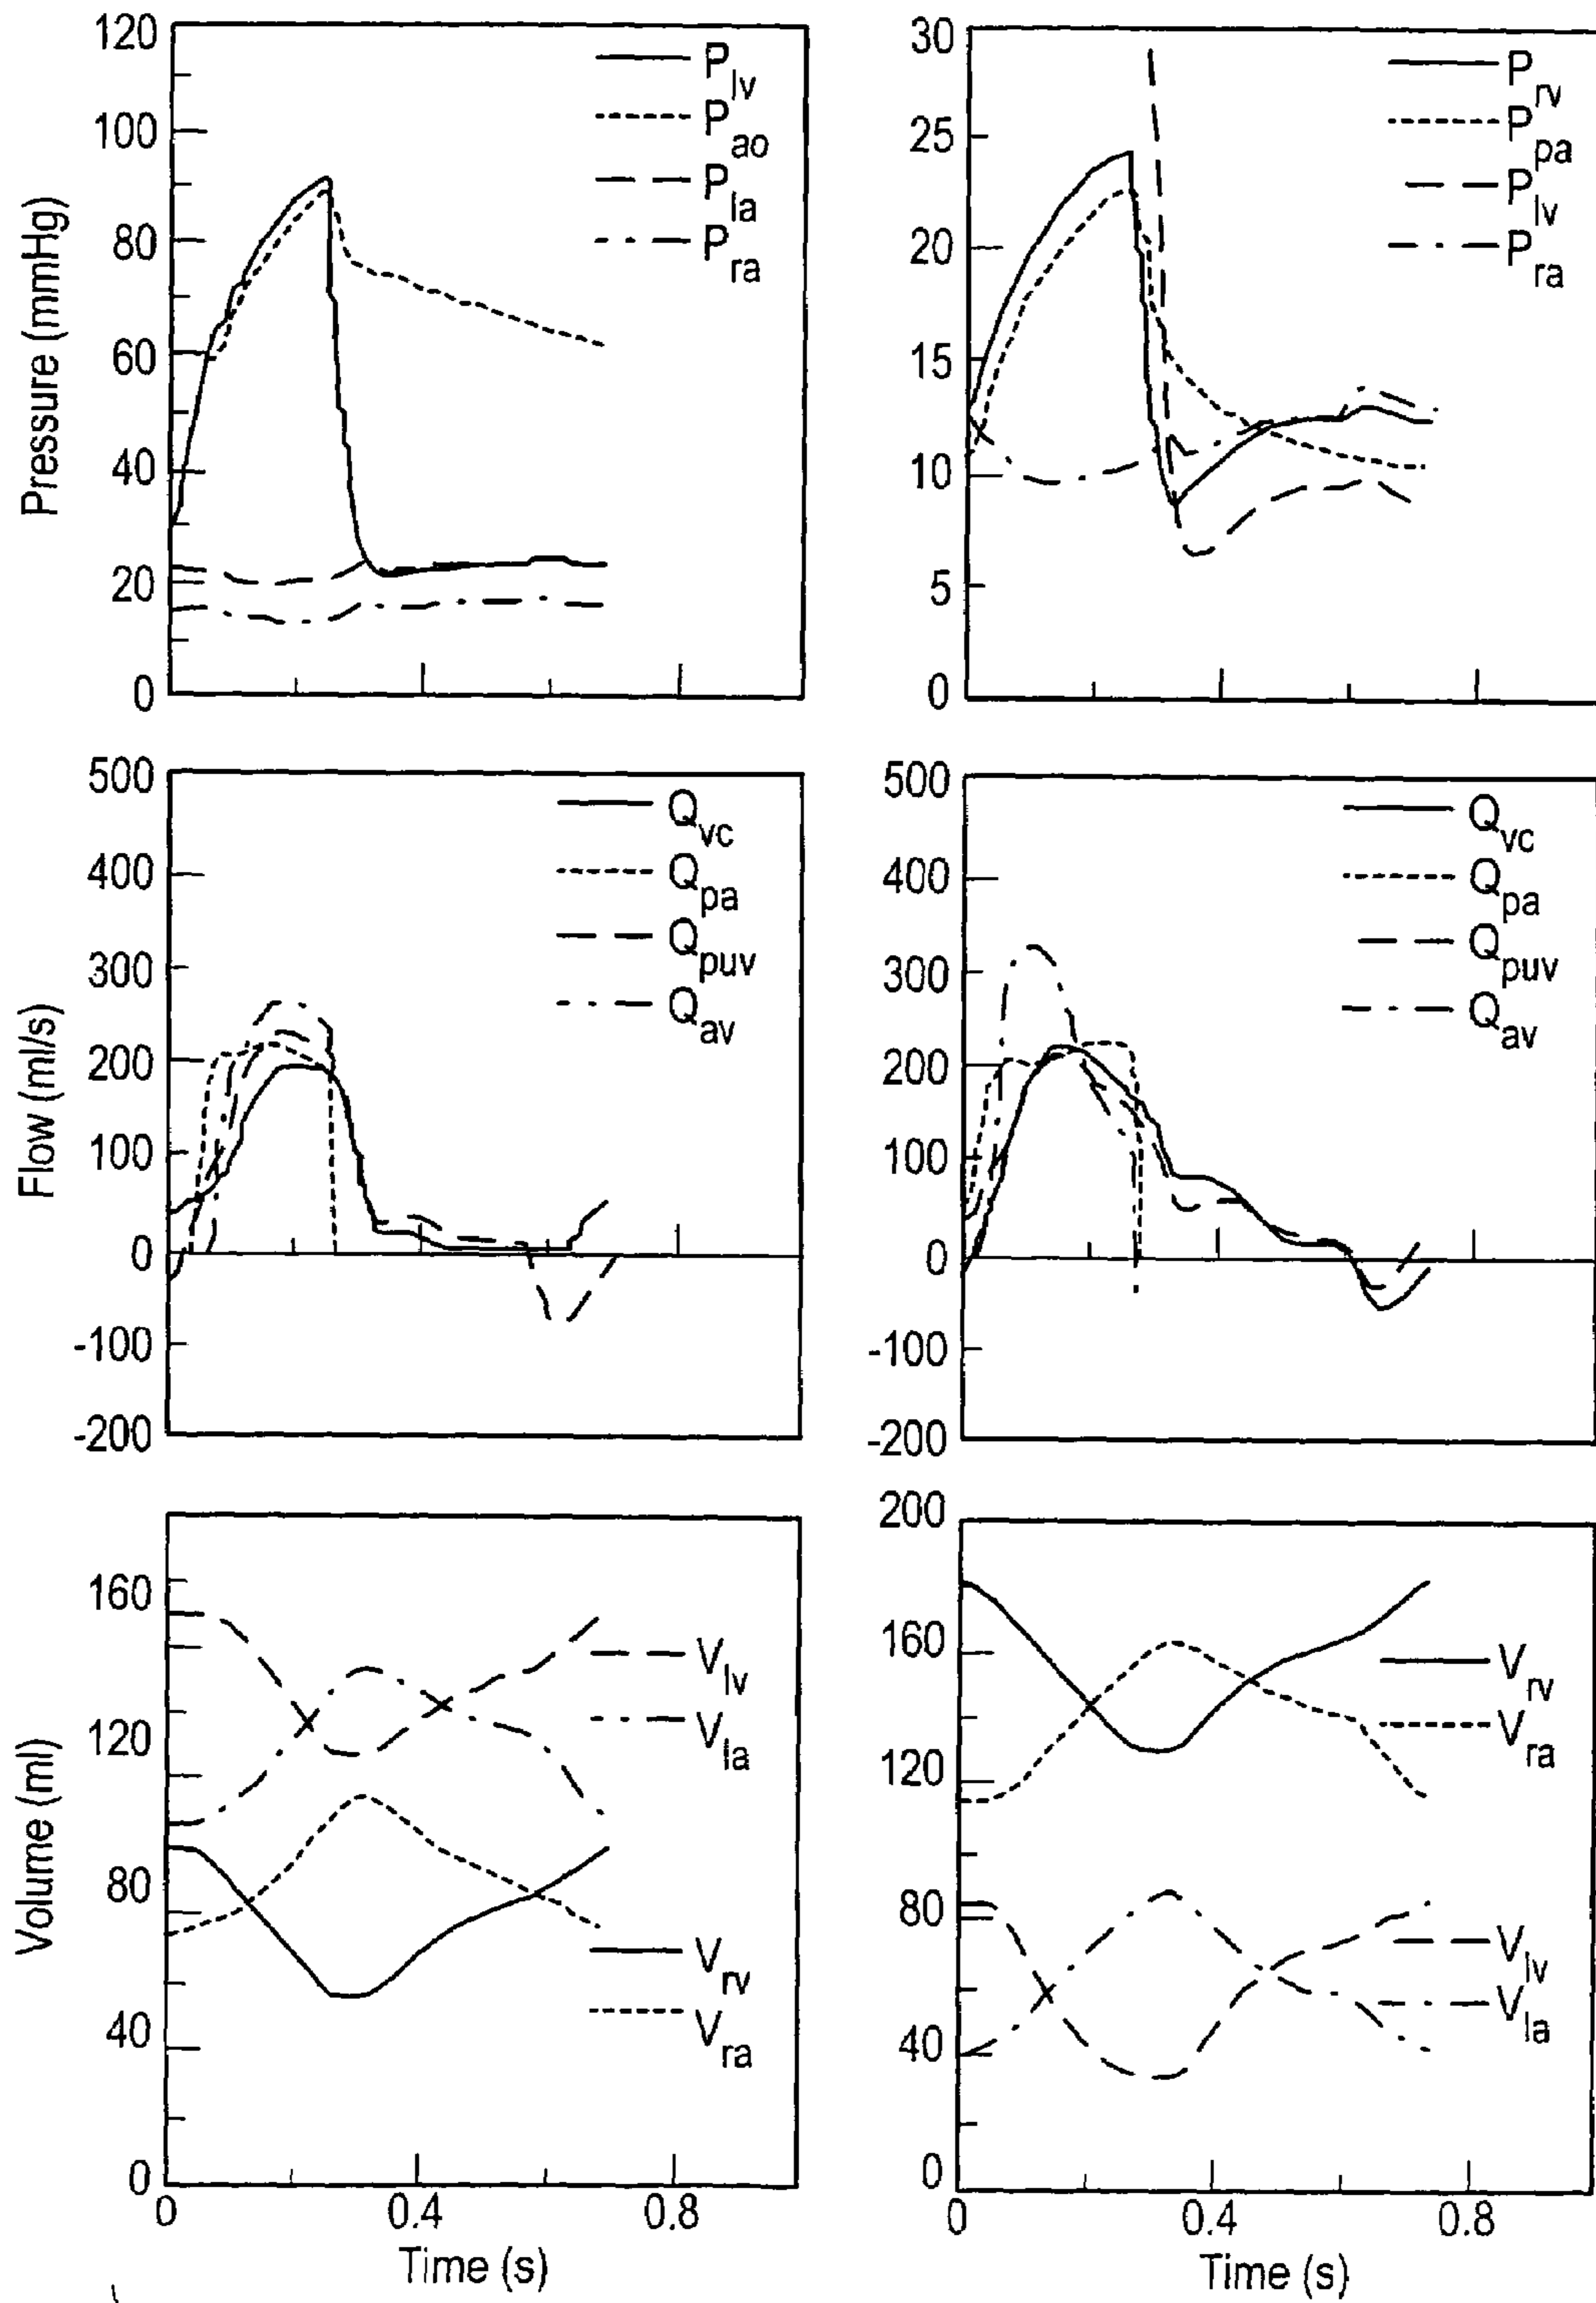 Pressure (mmHg)
120
100
80
60
40
20
0
P_lv
P_ao
P_la
P_ra
30
25
20
15
10
5
0
P_rv
P_pa
P_lv
P_ra
Flow (ml/s)
500
400
300
200
100
0
-100
-200
Q_vc
Q_pa
Q_puv
Q_av
500
400
300
200
100
0
-100
-200
Q_vc
Q_pa
Q_puv
Q_av
Volume (ml)
160
120
80
40
0
V_lv
V_la
V_rv
V_ra
0 0.4 0.8
Time (s)
200
160
120
80
40
0
V_rv
V_ra
V_lv
V_la
0 0.4 0.8
Time (s)